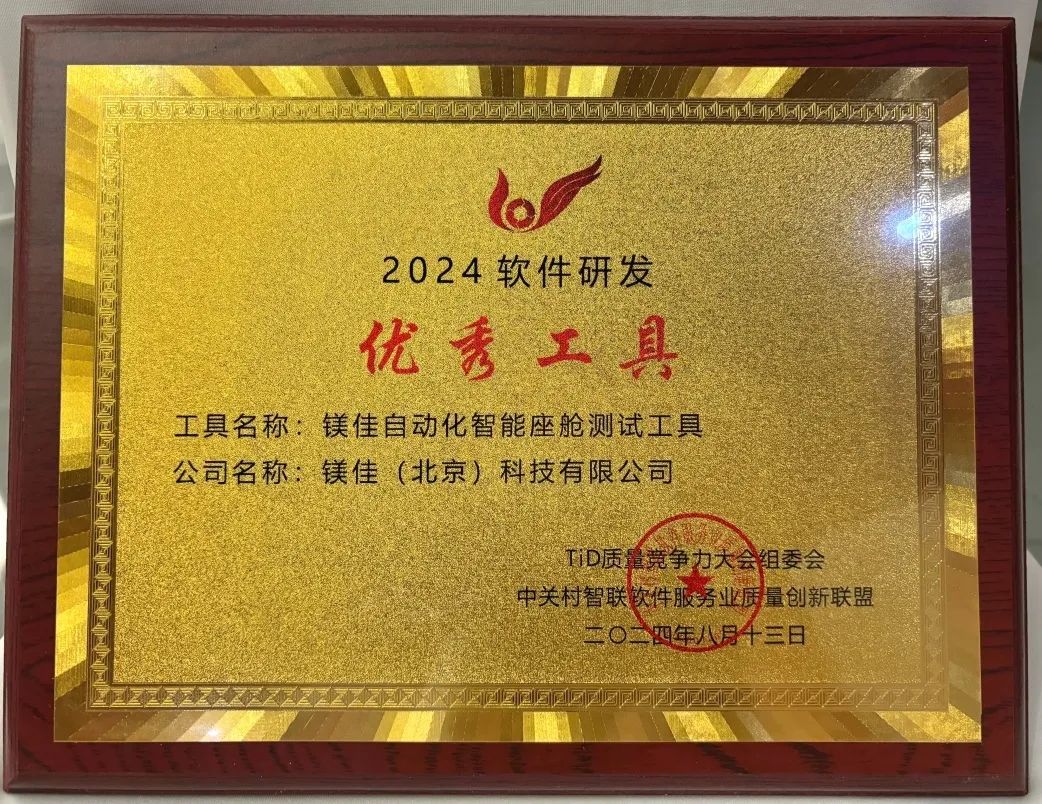 2024软件研发
优秀工具
工具名称：镁佳自动化智能座舱测试工具
公司名称：镁佳（北京）科技有限公司
TiD质量竞争力大会组委会
中关村智联软件服务业质量创新联盟
二〇二四年八月十三日